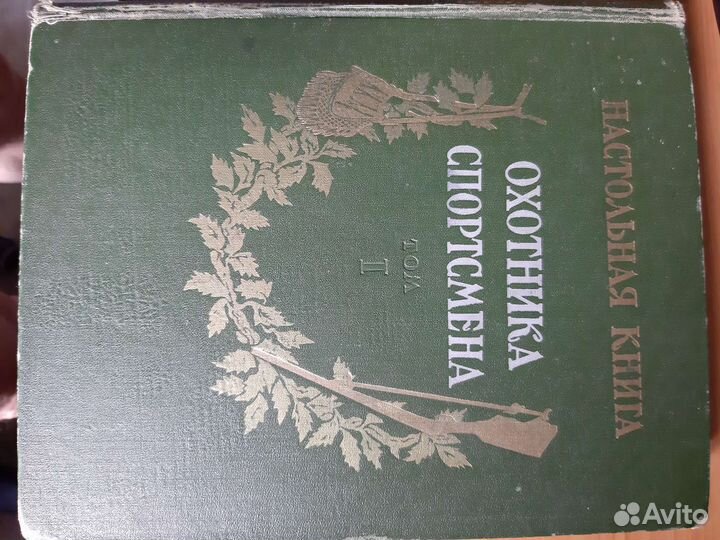 НАСТОЛЬНАЯ КНИГА
ОХОТНИКА
СПОРТСМЕНА
ТОМ
II
Avito